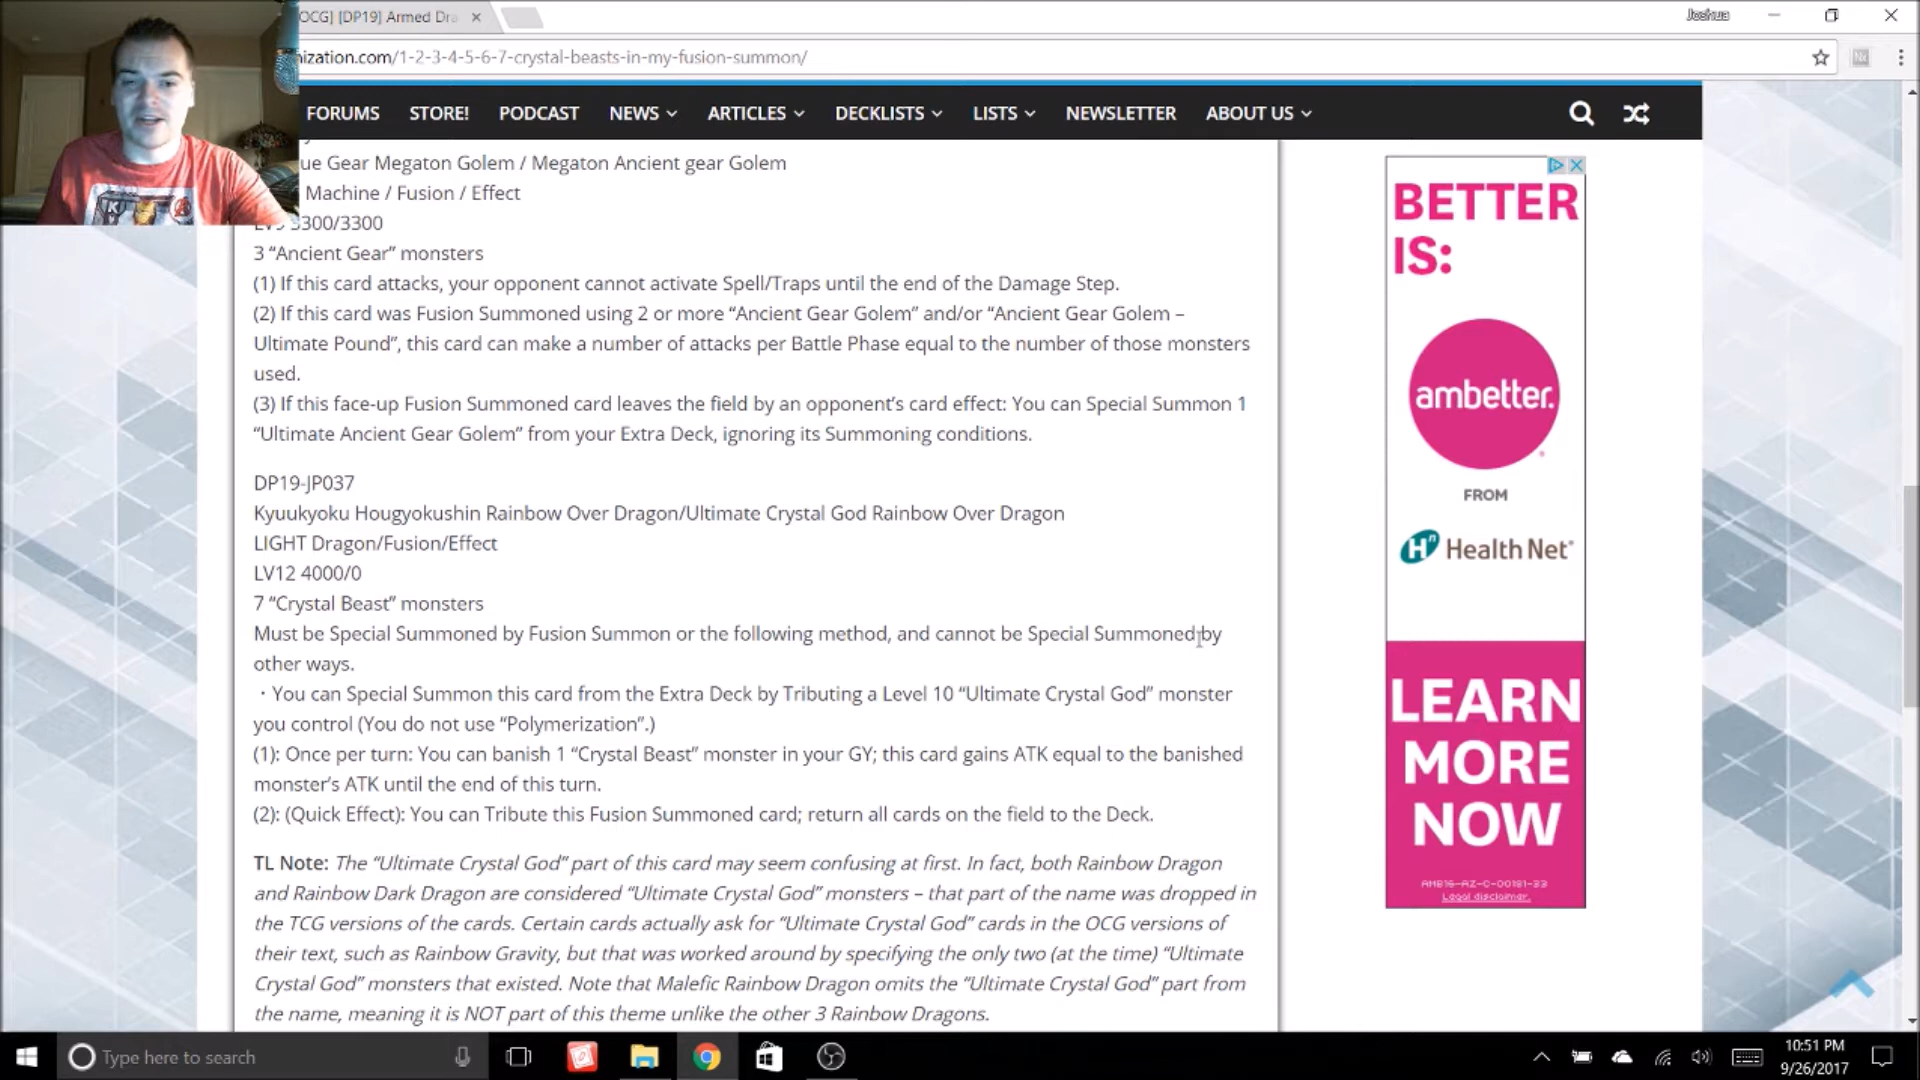 OCG] [DP19] Armed Dr
Joshua
nization.com/1-2-3-4-5-6-7-crystal-beasts-in-my-fusion-summon/
FORUMS STORE! PODCAST NEWS ARTICLES DECKLISTS LISTS NEWSLETTER ABOUT US
ue Gear Megaton Golem / Megaton Ancient gear Golem
Machine / Fusion / Effect
3300/3300
3 “Ancient Gear” monsters
(1) If this card attacks, your opponent cannot activate Spell/Traps until the end of the Damage Step.
(2) If this card was Fusion Summoned using 2 or more “Ancient Gear Golem” and/or “Ancient Gear Golem –
Ultimate Pound”, this card can make a number of attacks per Battle Phase equal to the number of those monsters
used.
(3) If this face-up Fusion Summoned card leaves the field by an opponent’s card effect: You can Special Summon 1
“Ultimate Ancient Gear Golem” from your Extra Deck, ignoring its Summoning conditions.
DP19-JP037
Kyuukyoku Hougyokushin Rainbow Over Dragon/Ultimate Crystal God Rainbow Over Dragon
LIGHT Dragon/Fusion/Effect
LV12 4000/0
7 “Crystal Beast” monsters
Must be Special Summoned by Fusion Summon or the following method, and cannot be Special Summoned by
other ways.
・You can Special Summon this card from the Extra Deck by Tributing a Level 10 “Ultimate Crystal God” monster
you control (You do not use “Polymerization”.)
(1): Once per turn: You can banish 1 “Crystal Beast” monster in your GY; this card gains ATK equal to the banished
monster’s ATK until the end of this turn.
(2): (Quick Effect): You can Tribute this Fusion Summoned card; return all cards on the field to the Deck.
TL Note: The “Ultimate Crystal God” part of this card may seem confusing at first. In fact, both Rainbow Dragon
and Rainbow Dark Dragon are considered “Ultimate Crystal God” monsters – that part of the name was dropped in
the TCG versions of the cards. Certain cards actually ask for “Ultimate Crystal God” cards in the OCG versions of
their text, such as Rainbow Gravity, but that was worked around by specifying the only two (at the time) “Ultimate
Crystal God” monsters that existed. Note that Malefic Rainbow Dragon omits the “Ultimate Crystal God” part from
the name, meaning it is NOT part of this theme unlike the other 3 Rainbow Dragons.
BETTER
IS:
ambetter.
FROM
Health Net
LEARN
MORE
NOW
AMB16-AZ-C-00181-33
Legal disclaimer.
Type here to search
10:51 PM
9/26/2017